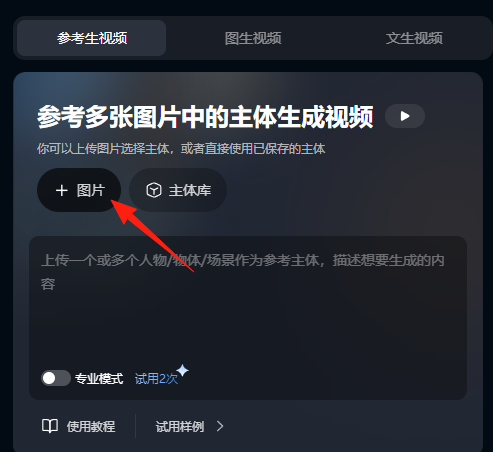 参考生视频 图生视频 文生视频
参考多张图片中的主体生成视频
你可以上传图片选择主体，或者直接使用已保存的主体
+ 图片 主体库
上传一个或多个人物/物体/场景作为参考主体，描述想要生成的内
容
专业模式 试用2次
使用教程 试用样例 >